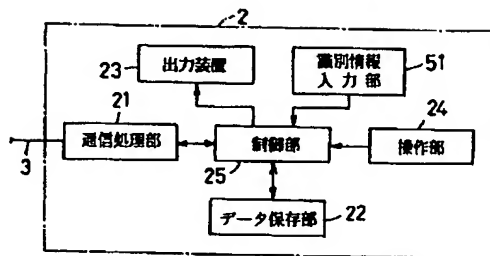 2
23
出力装置
識別情報
入力部
51
21
通信処理部
3
制御部
25
24
操作部
データ保存部
22